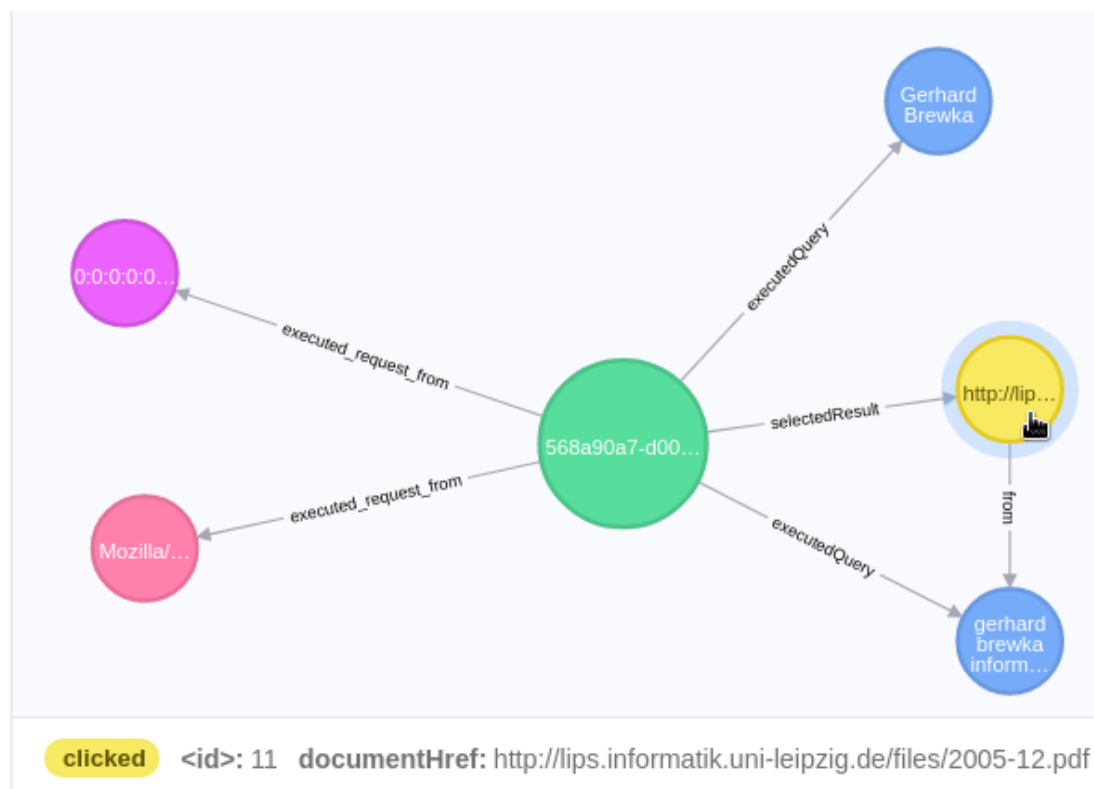 Gerhard
Brewka
executedQuery
0:0:0:0:0...
executed_request_from
http://lip...
selectedResult
568a90a7-d00...
executed_request_from
from
executedQuery
Mozilla/...
gerhard
brewka
inform...
clicked <id>: 11 documentHref: http://lips.informatik.uni-leipzig.de/files/2005-12.pdf